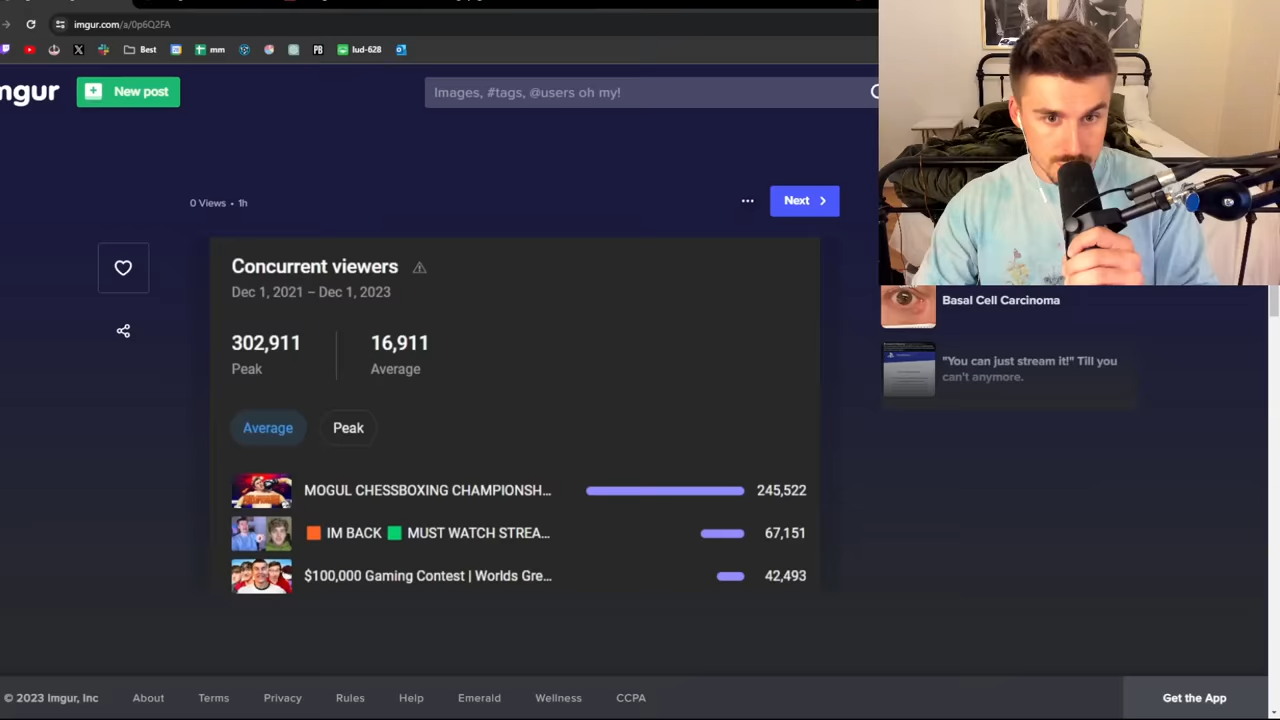 imgur.com/a/0p6Q2FA
Best
mm
PB
lud-628
New post
Images, #tags, @users oh my!
0 Views • 1h
Next
Concurrent viewers
Dec 1, 2021 – Dec 1, 2023
302,911
Peak
16,911
Average
Average
Peak
MOGUL CHESSBOXING CHAMPIONSH...
245,522
IM BACK
MUST WATCH STREA...
67,151
$100,000 Gaming Contest | Worlds Gre...
42,493
Basal Cell Carcinoma
"You can just stream it!" Till you
can't anymore.
© 2023 Imgur, Inc
About
Terms
Privacy
Rules
Help
Emerald
Wellness
CCPA
Get the App